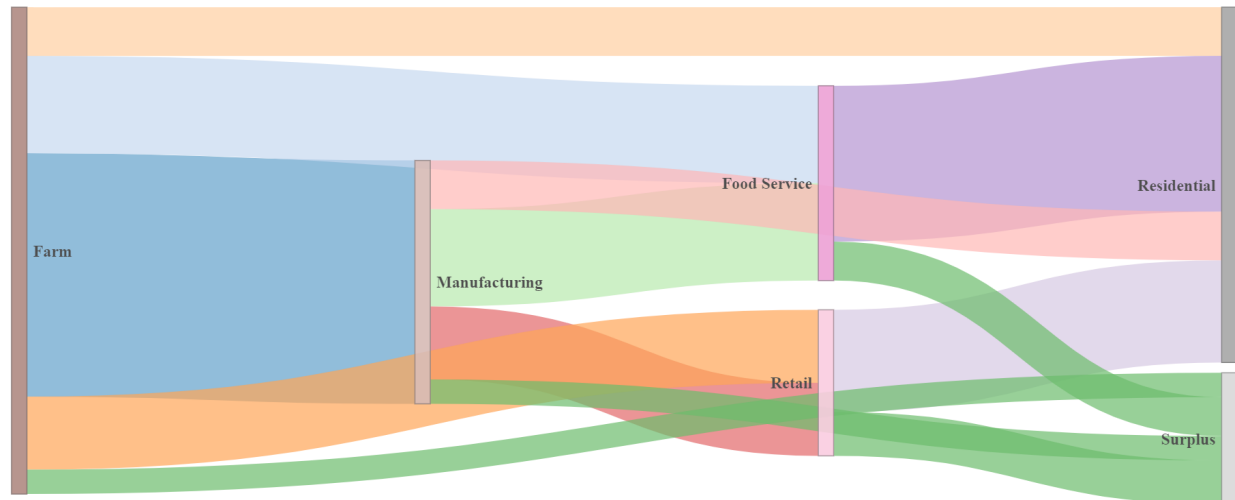 Food Service
Residential
Farm
Manufacturing
Retail
Surplus